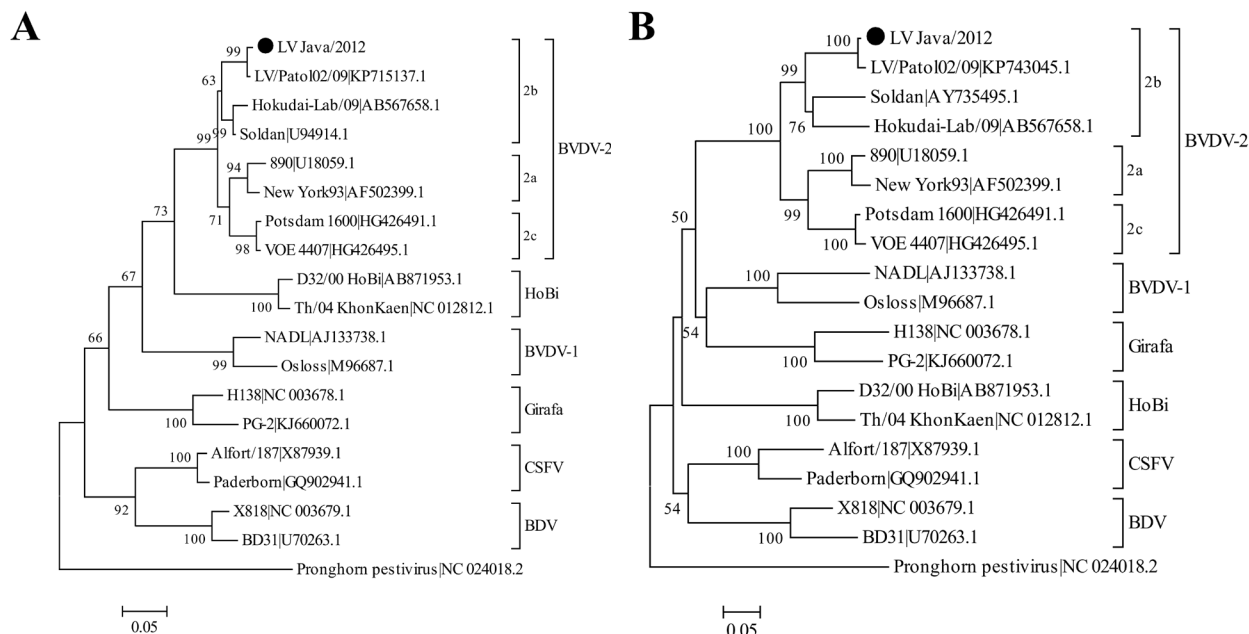 A
99
LV Java/2012
LV/Patol02/09|KP715137.1
63
Hokudai-Lab/09|AB567658.1
99
99
Soldan|U94914.1
2b
94
890|U18059.1
New York93|AF502399.1
2a
BVDV-2
71
73
Potsdam 1600|HG426491.1
98
VOE 4407|HG426495.1
2c
67
D32/00 HoBi|AB871953.1
100
Th/04 KhonKaen|NC 012812.1
HoBi
66
NADL|AJ133738.1
99
Osloss|M96687.1
BVDV-1
H138|NC 003678.1
100
PG-2|KJ660072.1
Girafa
100
Alfort/187|X87939.1
Paderborn|GQ902941.1
CSFV
92
X818|NC 003679.1
100
BD31|U70263.1
BDV
Pronghorn pestivirus|NC 024018.2
0.05
B
100
LV Java/2012
LV/Patol02/09|KP743045.1
99
Soldan|AY735495.1
76
Hokudai-Lab/09|AB567658.1
2b
100
100
890|U18059.1
New York93|AF502399.1
2a
BVDV-2
99
Potsdam 1600|HG426491.1
100
VOE 4407|HG426495.1
2c
50
100
NADL|AJ133738.1
Osloss|M96687.1
BVDV-1
54
H138|NC 003678.1
100
PG-2|KJ660072.1
Girafa
D32/00 HoBi|AB871953.1
100
Th/04 KhonKaen|NC 012812.1
HoBi
100
Alfort/187|X87939.1
Paderborn|GQ902941.1
CSFV
54
X818|NC 003679.1
100
BD31|U70263.1
BDV
Pronghorn pestivirus|NC 024018.2
0.05